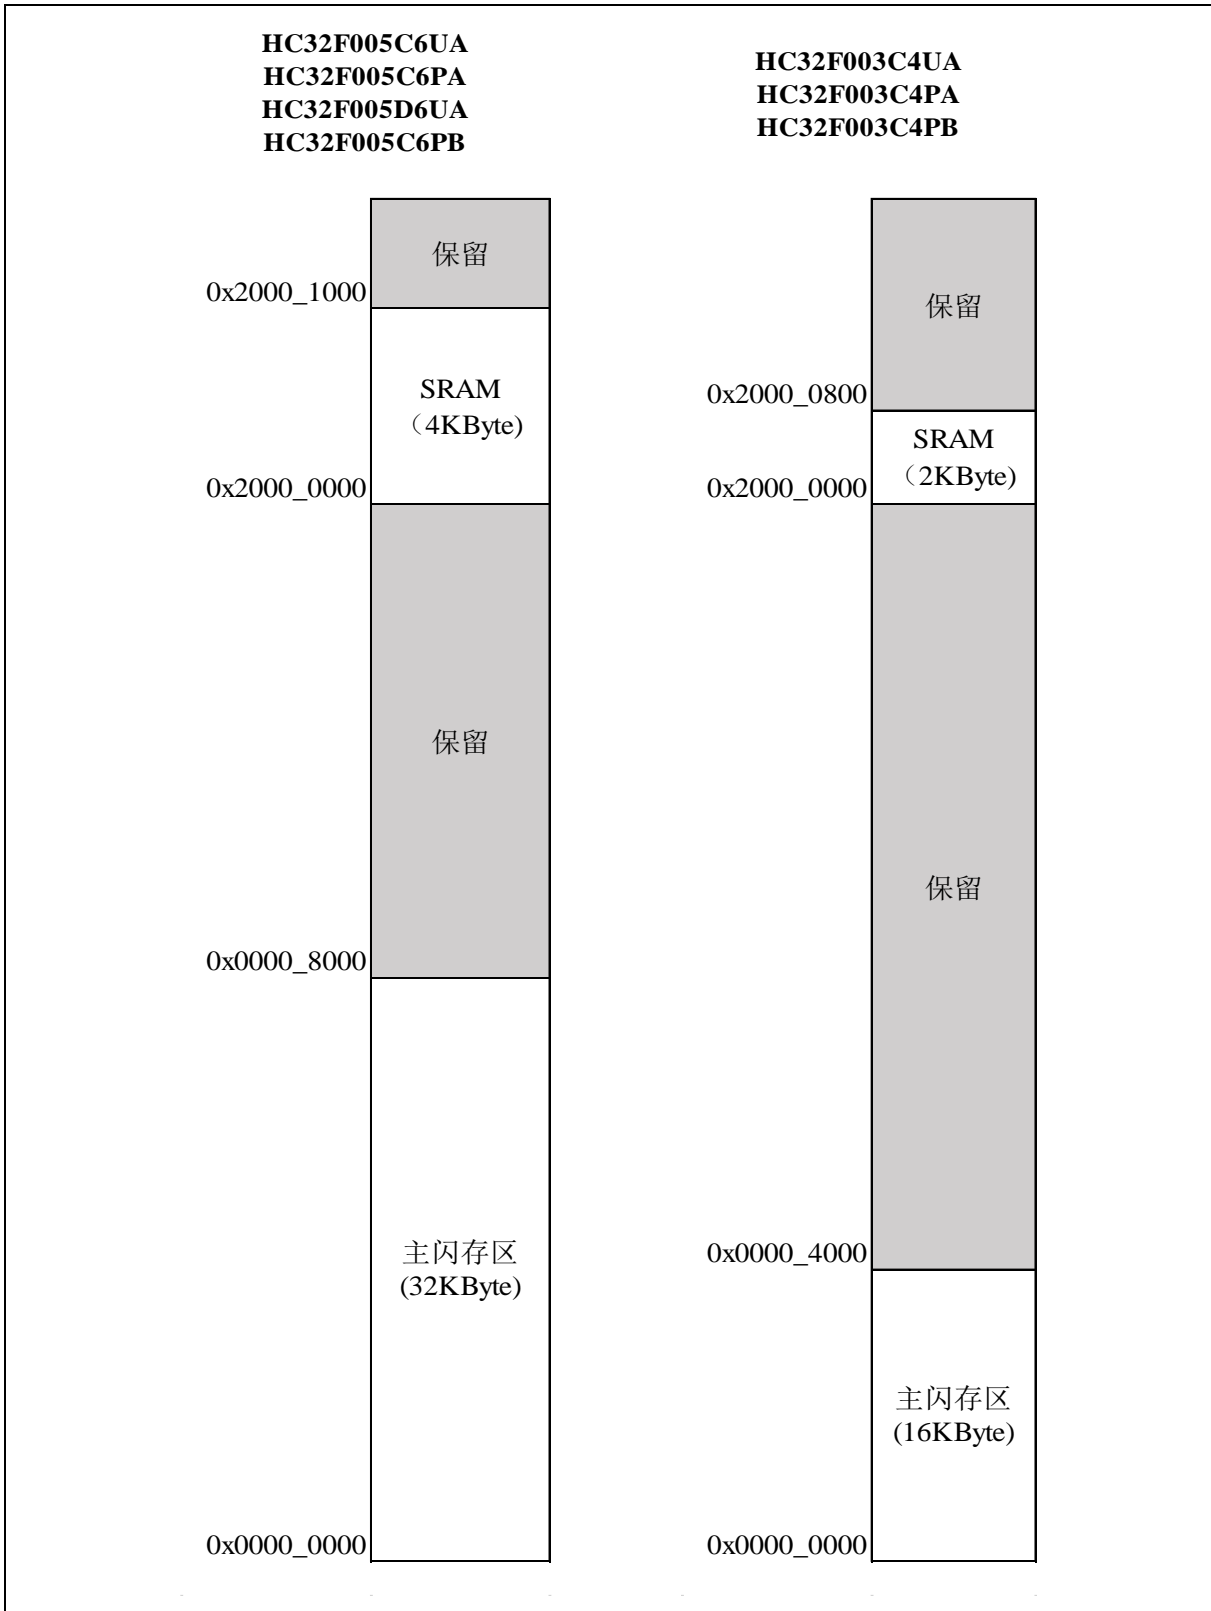 HC32F005C6UA
HC32F005C6PA
HC32F005D6UA
HC32F005C6PB
保留
0x2000_1000
SRAM
（4KByte)
0x2000_0000
保留
0x0000_8000
主闪存区
(32KByte)
0x0000_0000
HC32F003C4UA
HC32F003C4PA
HC32F003C4PB
保留
0x2000_0800
SRAM
（2KByte)
0x2000_0000
保留
0x0000_4000
主闪存区
(16KByte)
0x0000_0000